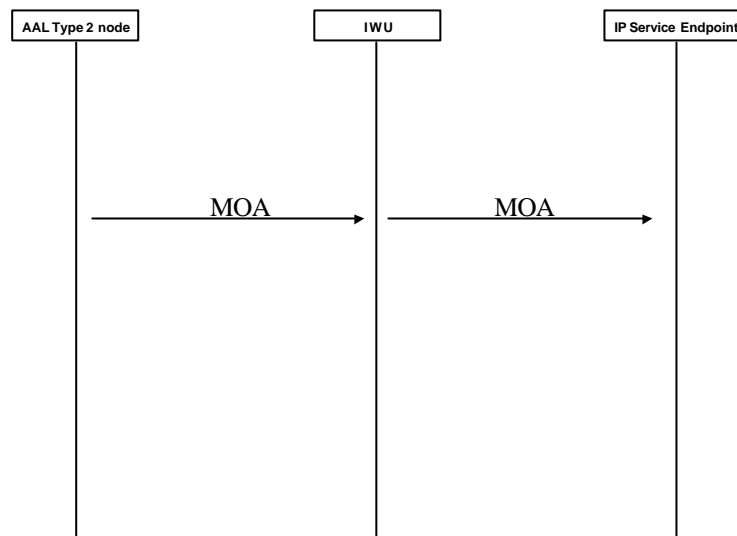 AAL Type 2 node
IWU
IP Service Endpoint
MOA
MOA